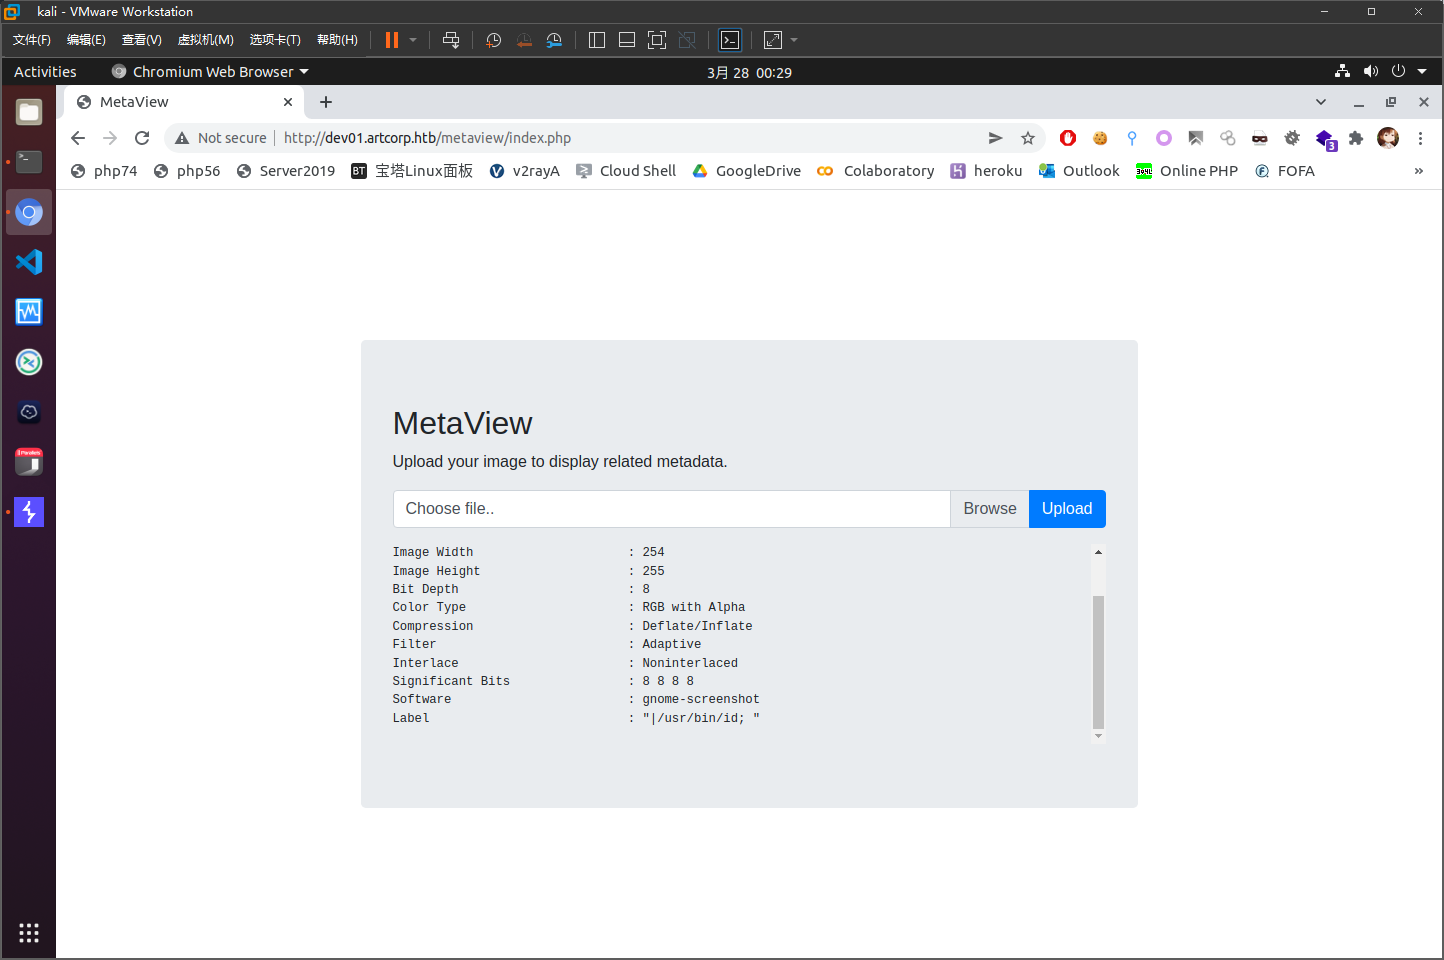 kali - VMware Workstation
文件(F) 编辑(E) 查看(V) 虚拟机(M) 选项卡(T) 帮助(H)
Activities Chromium Web Browser 3月 28 00:29
MetaView
Not secure http://dev01.artcorp.htb/metaview/index.php 3
php74 php56 Server2019 BT 宝塔Linux面板 v2rayA Cloud Shell GoogleDrive Colaboratory heroku Outlook Online PHP FOFA »
MetaView
Upload your image to display related metadata.
Choose file.. Browse Upload
Image Width : 254
Image Height : 255
Bit Depth : 8
Color Type : RGB with Alpha
Compression : Deflate/Inflate
Filter : Adaptive
Interlace : Noninterlaced
Significant Bits : 8 8 8 8
Software : gnome-screenshot
Label : "|/usr/bin/id; "